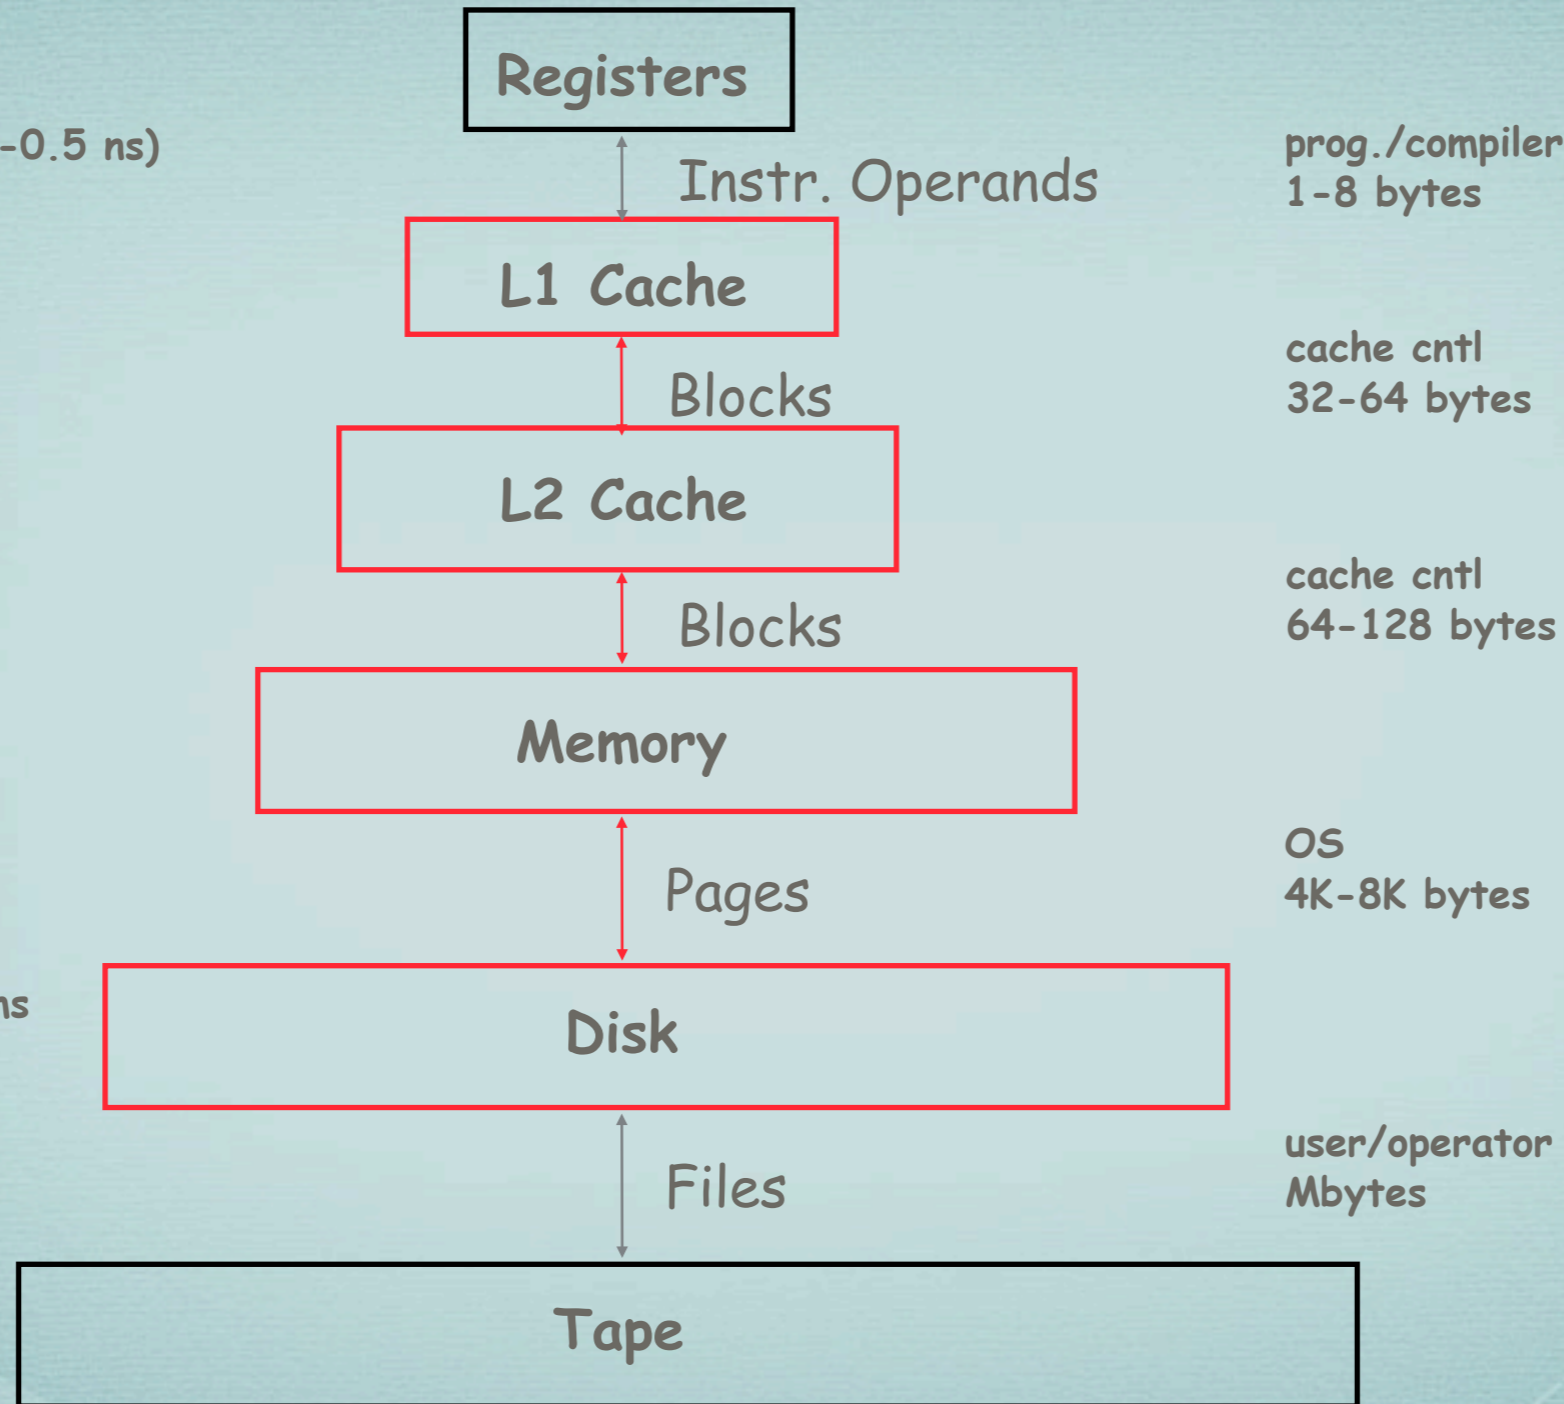 Registers
-0.5 ns)
prog./compiler
1-8 bytes
Instr. Operands
L1 Cache
cache cntl
32-64 bytes
Blocks
L2 Cache
cache cntl
64-128 bytes
Blocks
Memory
OS
4K-8K bytes
Pages
ns
Disk
user/operator
Mbytes
Files
Tape